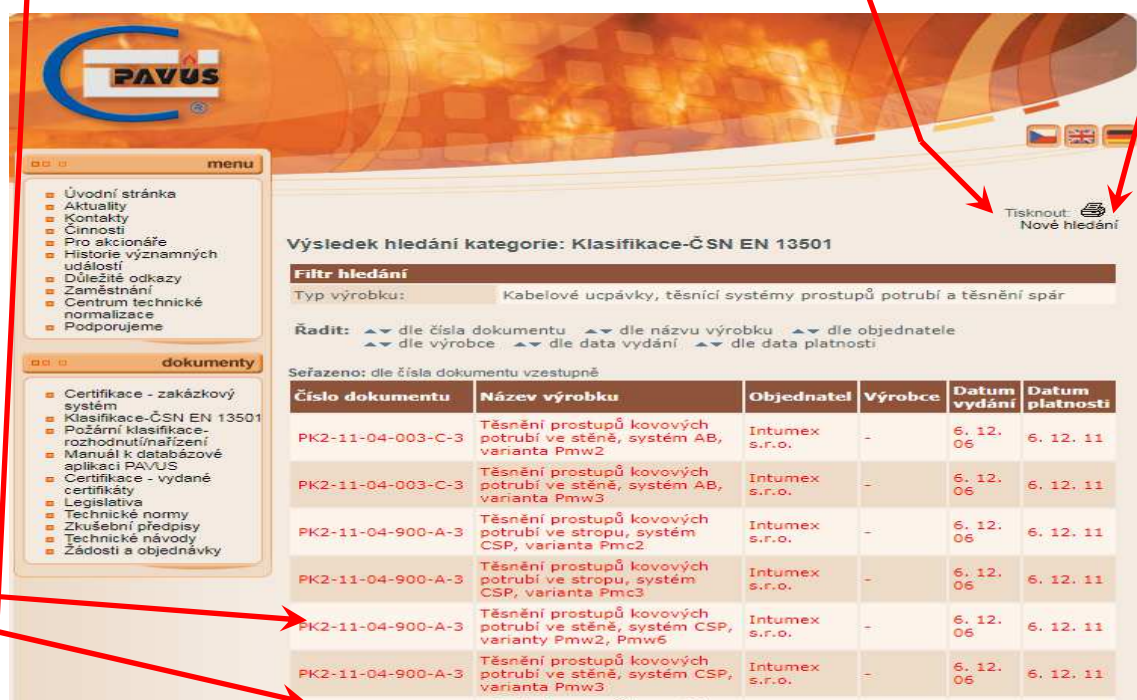 PAVUS
®
menu
Úvodní stránka
Aktuality
Kontakty
Činnosti
Pro akcionáře
Historie významných
událostí
Důležité odkazy
Zaměstnání
Centrum technické
normalizace
Podporujeme
dokumenty
Certifikace - zakázkový
systém
Klasifikace-ČSN EN 13501
Požární klasifikace-
rozhodnutí/nařízení
Manuál k databázové
aplikaci PAVUS
Certifikace - vydané
certifikáty
Legislativa
Technické normy
Zkušební předpisy
Technické návody
Žádosti a objednávky
Tisknout:
Nové hledání
Výsledek hledání kategorie: Klasifikace-ČSN EN 13501
Filtr hledání
Typ výrobku: Kabelové ucpávky, těsnící systémy prostupů potrubí a těsnění spár
Řadit: dle čísla dokumentu dle názvu výrobku dle objednatele
dle výrobce dle data vydání dle data platnosti
Seřazeno: dle čísla dokumentu vzestupně
Číslo dokumentu Název výrobku Objednatel Výrobce Datum vydání Datum platnosti
PK2-11-04-003-C-3 Těsnění prostupů kovových potrubí ve stěně, systém AB, varianta Pmw2 Intumex s.r.o. - 6. 12. 06 6. 12. 11
PK2-11-04-003-C-3 Těsnění prostupů kovových potrubí ve stěně, systém AB, varianta Pmw3 Intumex s.r.o. - 6. 12. 06 6. 12. 11
PK2-11-04-900-A-3 Těsnění prostupů kovových potrubí ve stropu, systém CSP, varianta Pmc2 Intumex s.r.o. - 6. 12. 06 6. 12. 11
PK2-11-04-900-A-3 Těsnění prostupů kovových potrubí ve stropu, systém CSP, varianta Pmc3 Intumex s.r.o. - 6. 12. 06 6. 12. 11
PK2-11-04-900-A-3 Těsnění prostupů kovových potrubí ve stěně, systém CSP, varianty Pmw2, Pmw6 Intumex s.r.o. - 6. 12. 06 6. 12. 11
PK2-11-04-900-A-3 Těsnění prostupů kovových potrubí ve stěně, systém CSP, varianta Pmw3 Intumex s.r.o. - 6. 12. 06 6. 12. 11